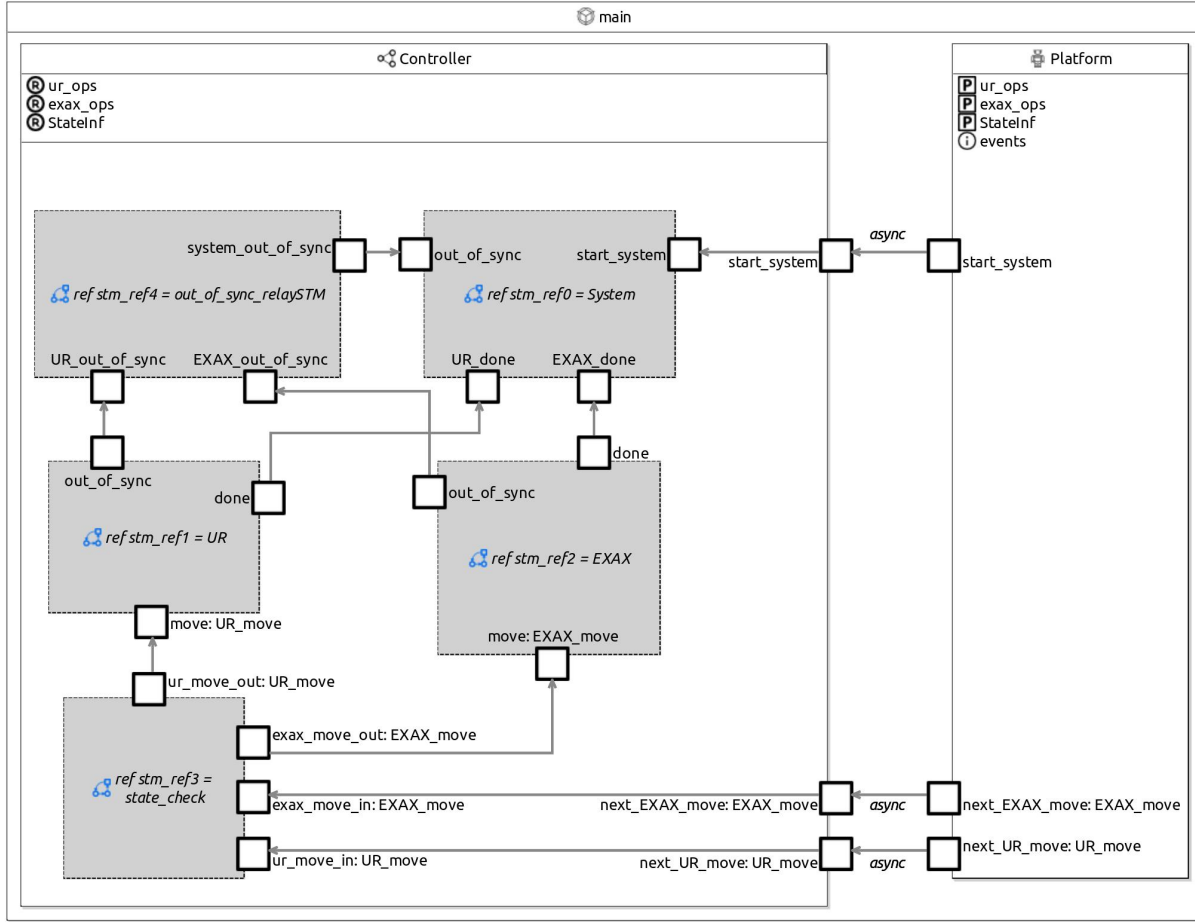 main
Controller
Platform
R ur_ops
R exax_ops
R StateInf
P ur_ops
P exax_ops
P StateInf
i events
system_out_of_sync
out_of_sync
start_system
start_system
async
start_system
ref stm_ref4 = out_of_sync_relaySTM
ref stm_ref0 = System
UR_out_of_sync
EXAX_out_of_sync
UR_done
EXAX_done
out_of_sync
done
out_of_sync
done
ref stm_ref1 = UR
ref stm_ref2 = EXAX
move: UR_move
move: EXAX_move
ur_move_out: UR_move
exax_move_out: EXAX_move
ref stm_ref3 =
state_check
exax_move_in: EXAX_move
next_EXAX_move: EXAX_move
async
next_EXAX_move: EXAX_move
ur_move_in: UR_move
next_UR_move: UR_move
async
next_UR_move: UR_move